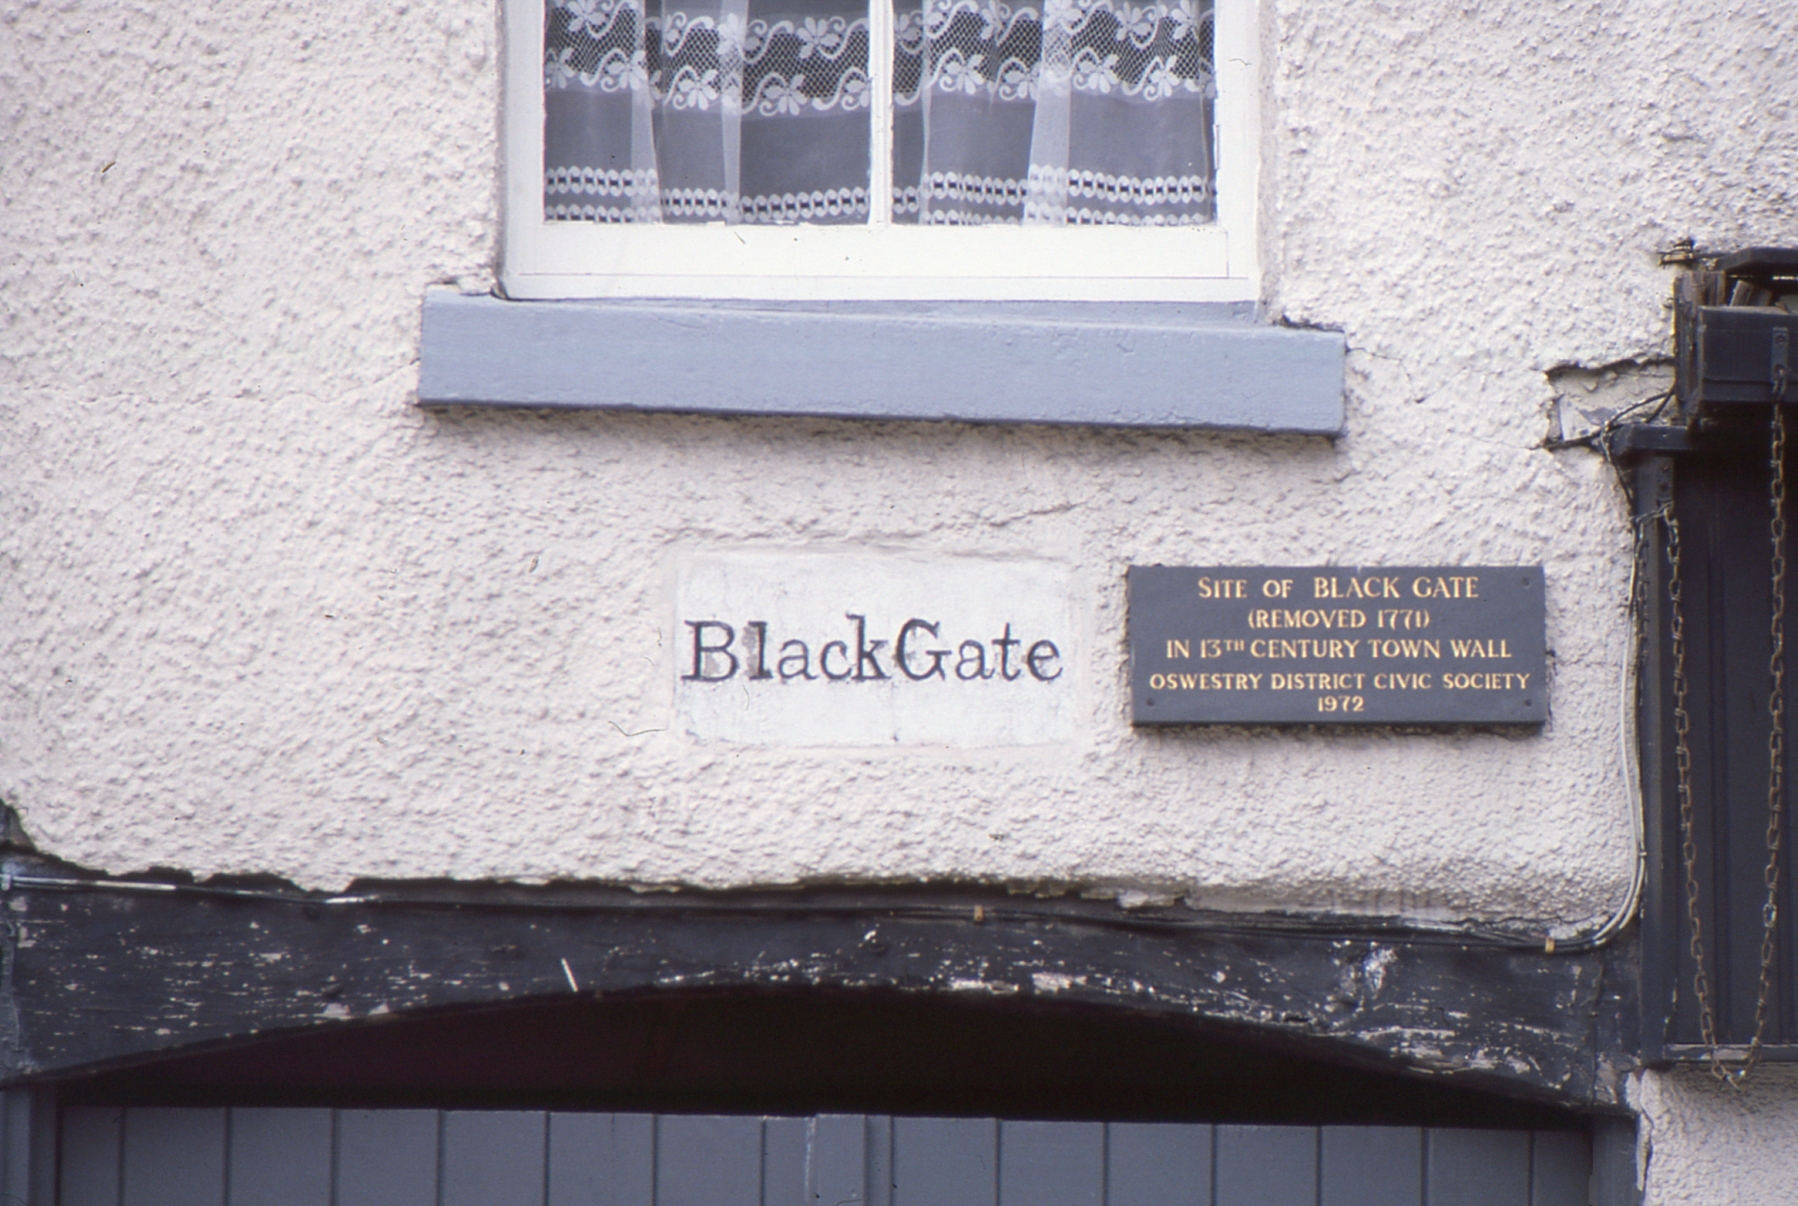 BlackGate
SITE OF BLACK GATE
(REMOVED 1771)
IN 13TH CENTURY TOWN WALL
OSWESTRY DISTRICT CIVIC SOCIETY
1972